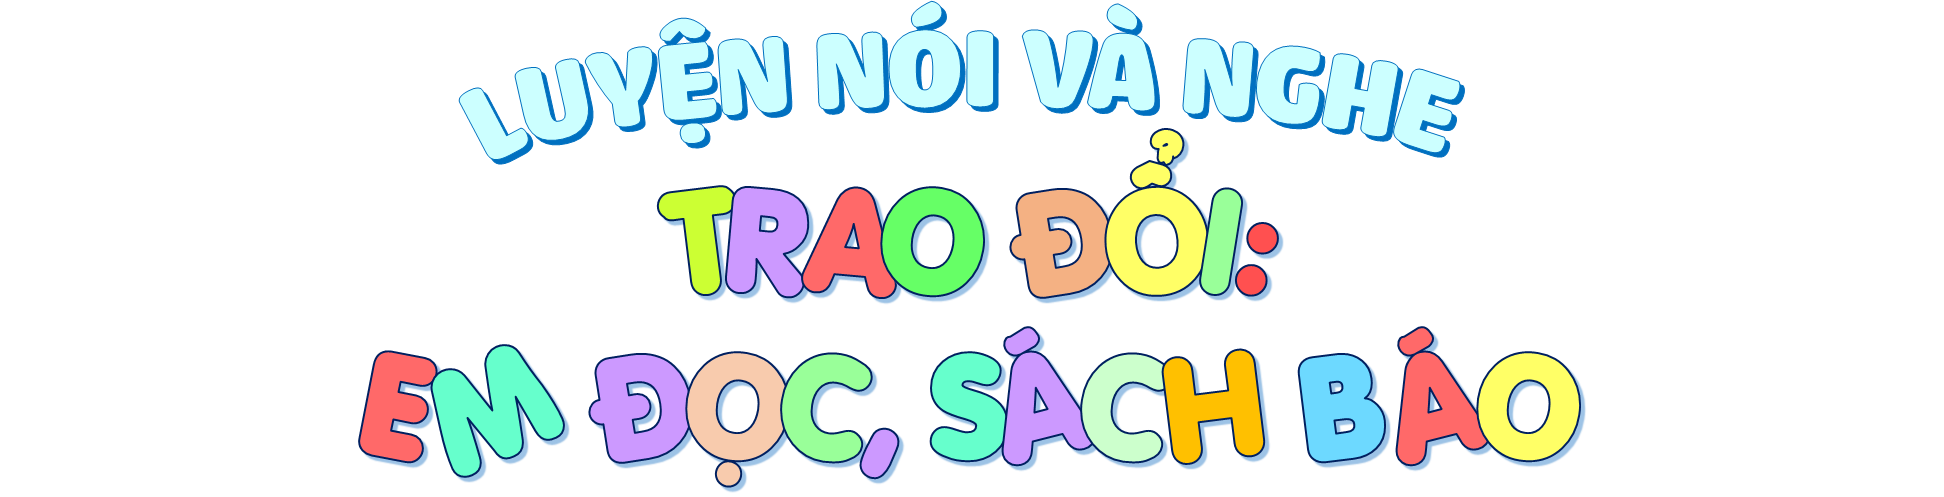 LUYỆN NÓI VÀ NGHE
TRAO ĐỔI:
EM ĐỌC, SÁCH BÁO